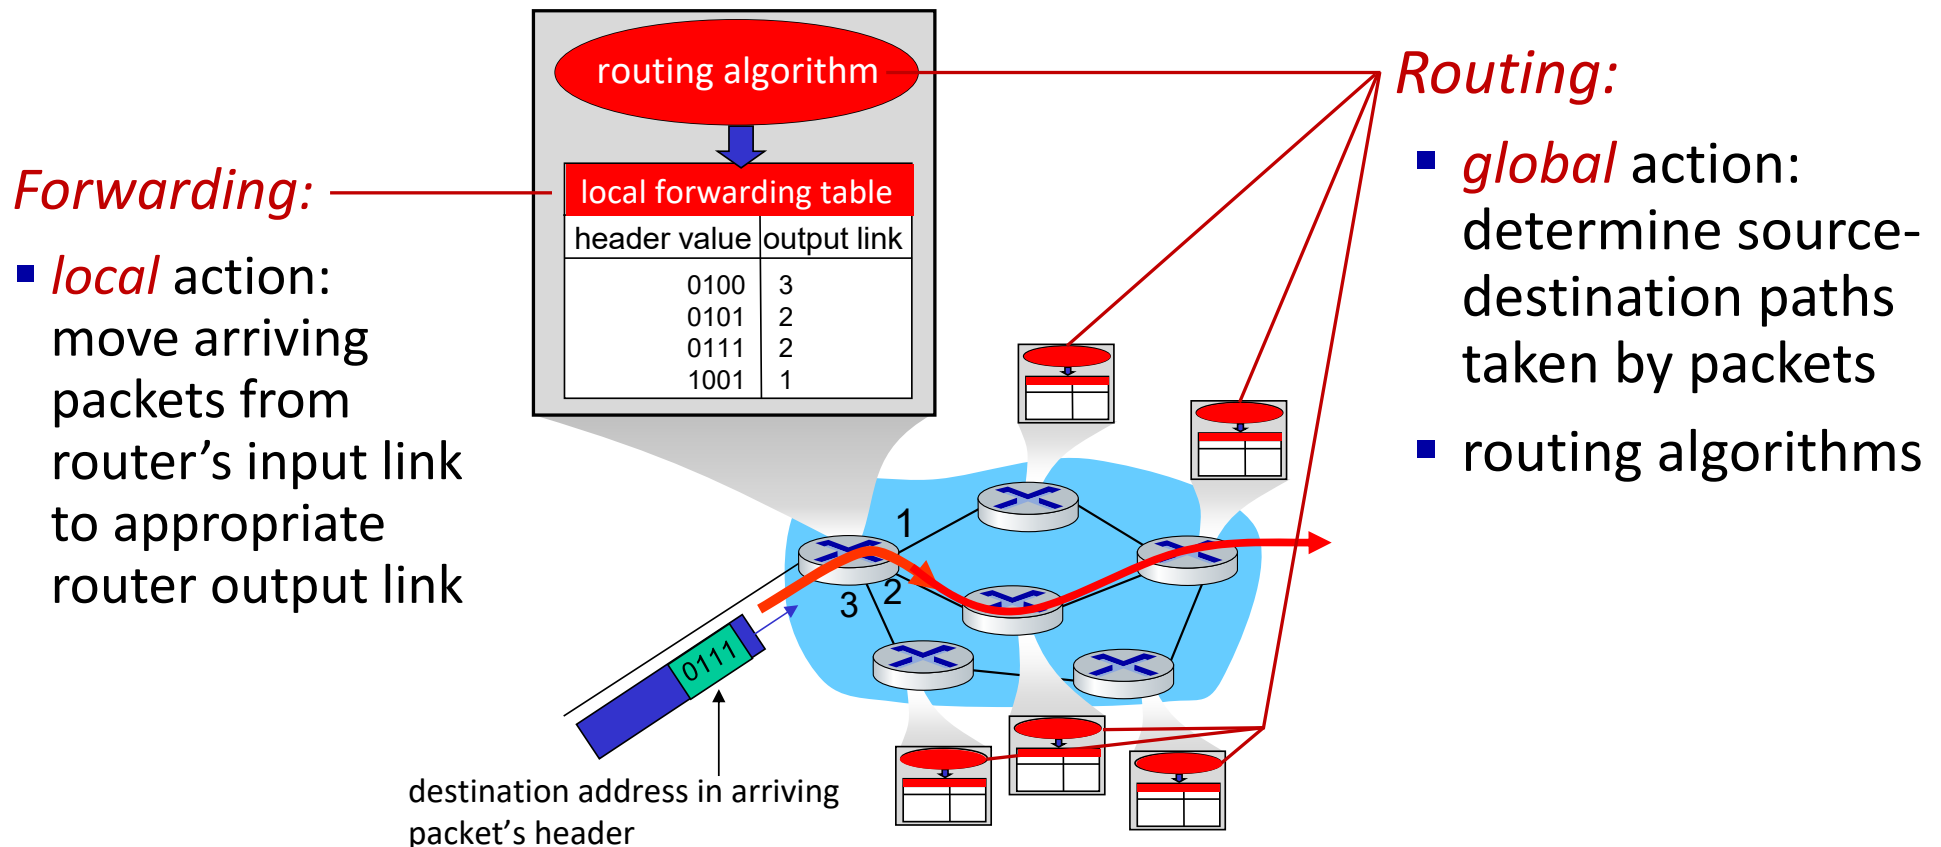 Forwarding:
local action:
move arriving
packets from
router’s input link
to appropriate
router output link
routing algorithm
local forwarding table
header value output link
0100 3
0101 2
0111 2
1001 1
1
2
3
0111
destination address in arriving
packet’s header
Routing:
global action:
determine source-
destination paths
taken by packets
routing algorithms